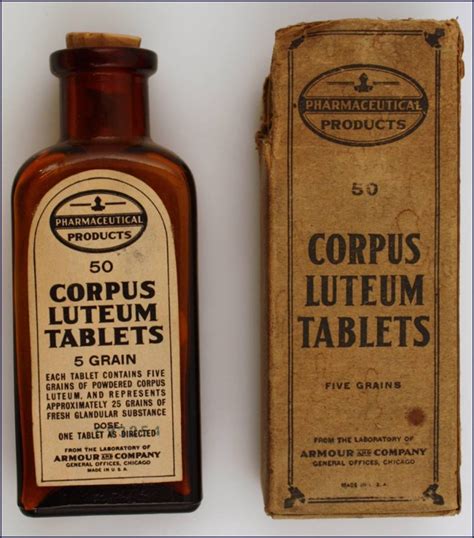 PHARMACEUTICAL
PRODUCTS
50
CORPUS
LUTEUM
TABLETS
5 GRAIN
EACH TABLET CONTAINS FIVE
GRAINS OF POWDERED CORPUS
LUTEUM, AND REPRESENTS
APPROXIMATELY 25 GRAINS OF
FRESH GLANDULAR SUBSTANCE
DOSE:
ONE TABLET AS DIRECTED
FROM THE LABORATORY OF
ARMOUR AND COMPANY
GENERAL OFFICES, CHICAGO
MADE IN U.S.A.
PHARMACEUTICAL
PRODUCTS
50
CORPUS
LUTEUM
TABLETS
FIVE GRAINS
FROM THE LABORATORY OF
ARMOUR AND COMPANY
GENERAL OFFICES, CHICAGO
MADE IN U.S.A.